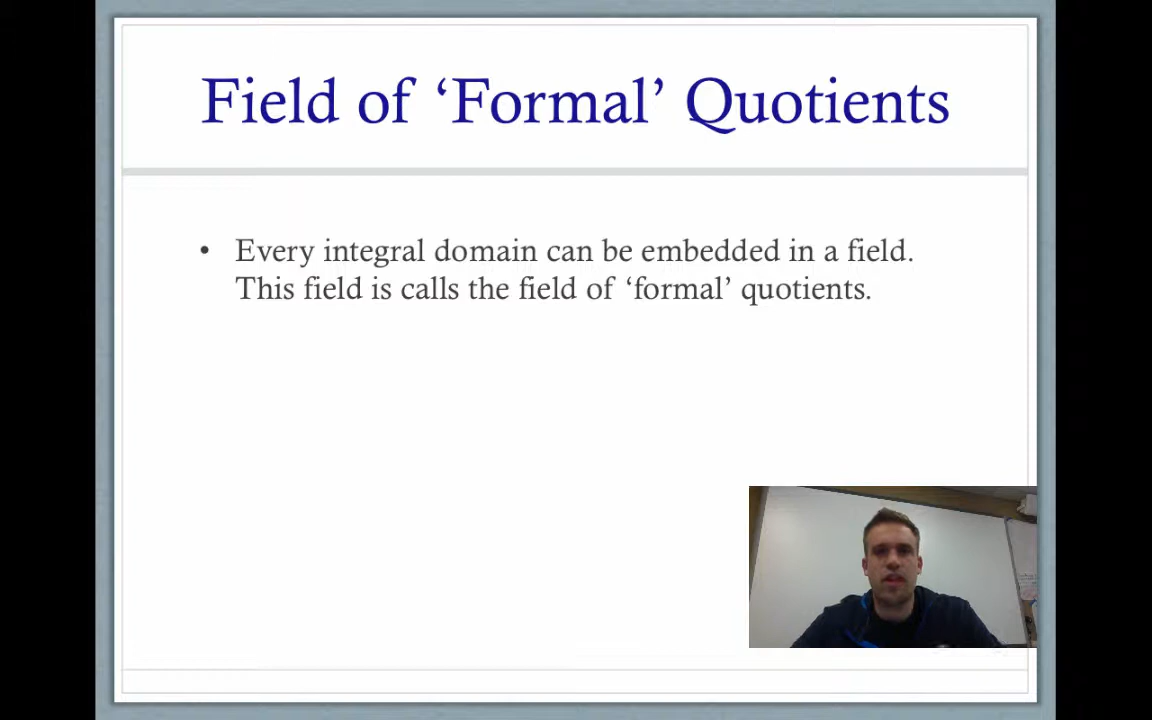 Field of ‘Formal’ Quotients
• Every integral domain can be embedded in a field.
This field is calls the field of ‘formal’ quotients.